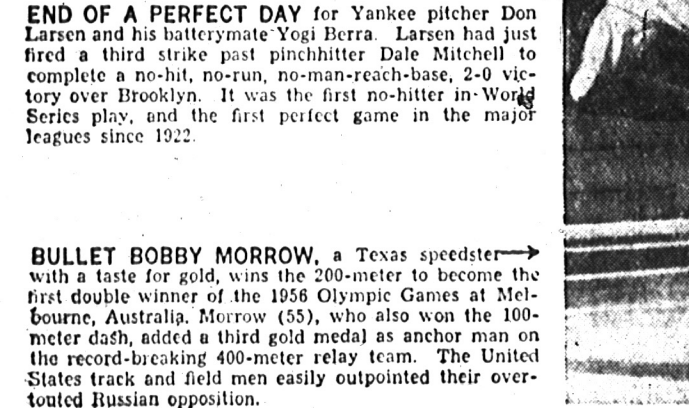 END OF A PERFECT DAY for Yankee pitcher Don
Larsen and his batterymate Yogi Berra. Larsen had just
fired a third strike past pinchhitter Dale Mitchell to
complete a no-hit, no-run, no-man-reach-base, 2-0 vic-
tory over Brooklyn. It was the first no-hitter in World
Series play, and the first perfect game in the major
leagues since 1922.
BULLET BOBBY MORROW, a Texas speedster→
with a taste for gold, wins the 200-meter to become the
first double winner of the 1956 Olympic Games at Mel-
bourne, Australia. Morrow (55), who also won the 100-
meter dash, added a third gold medal as anchor man on
the record-breaking 400-meter relay team. The United
States track and field men easily outpointed their over-
touted Russian opposition.